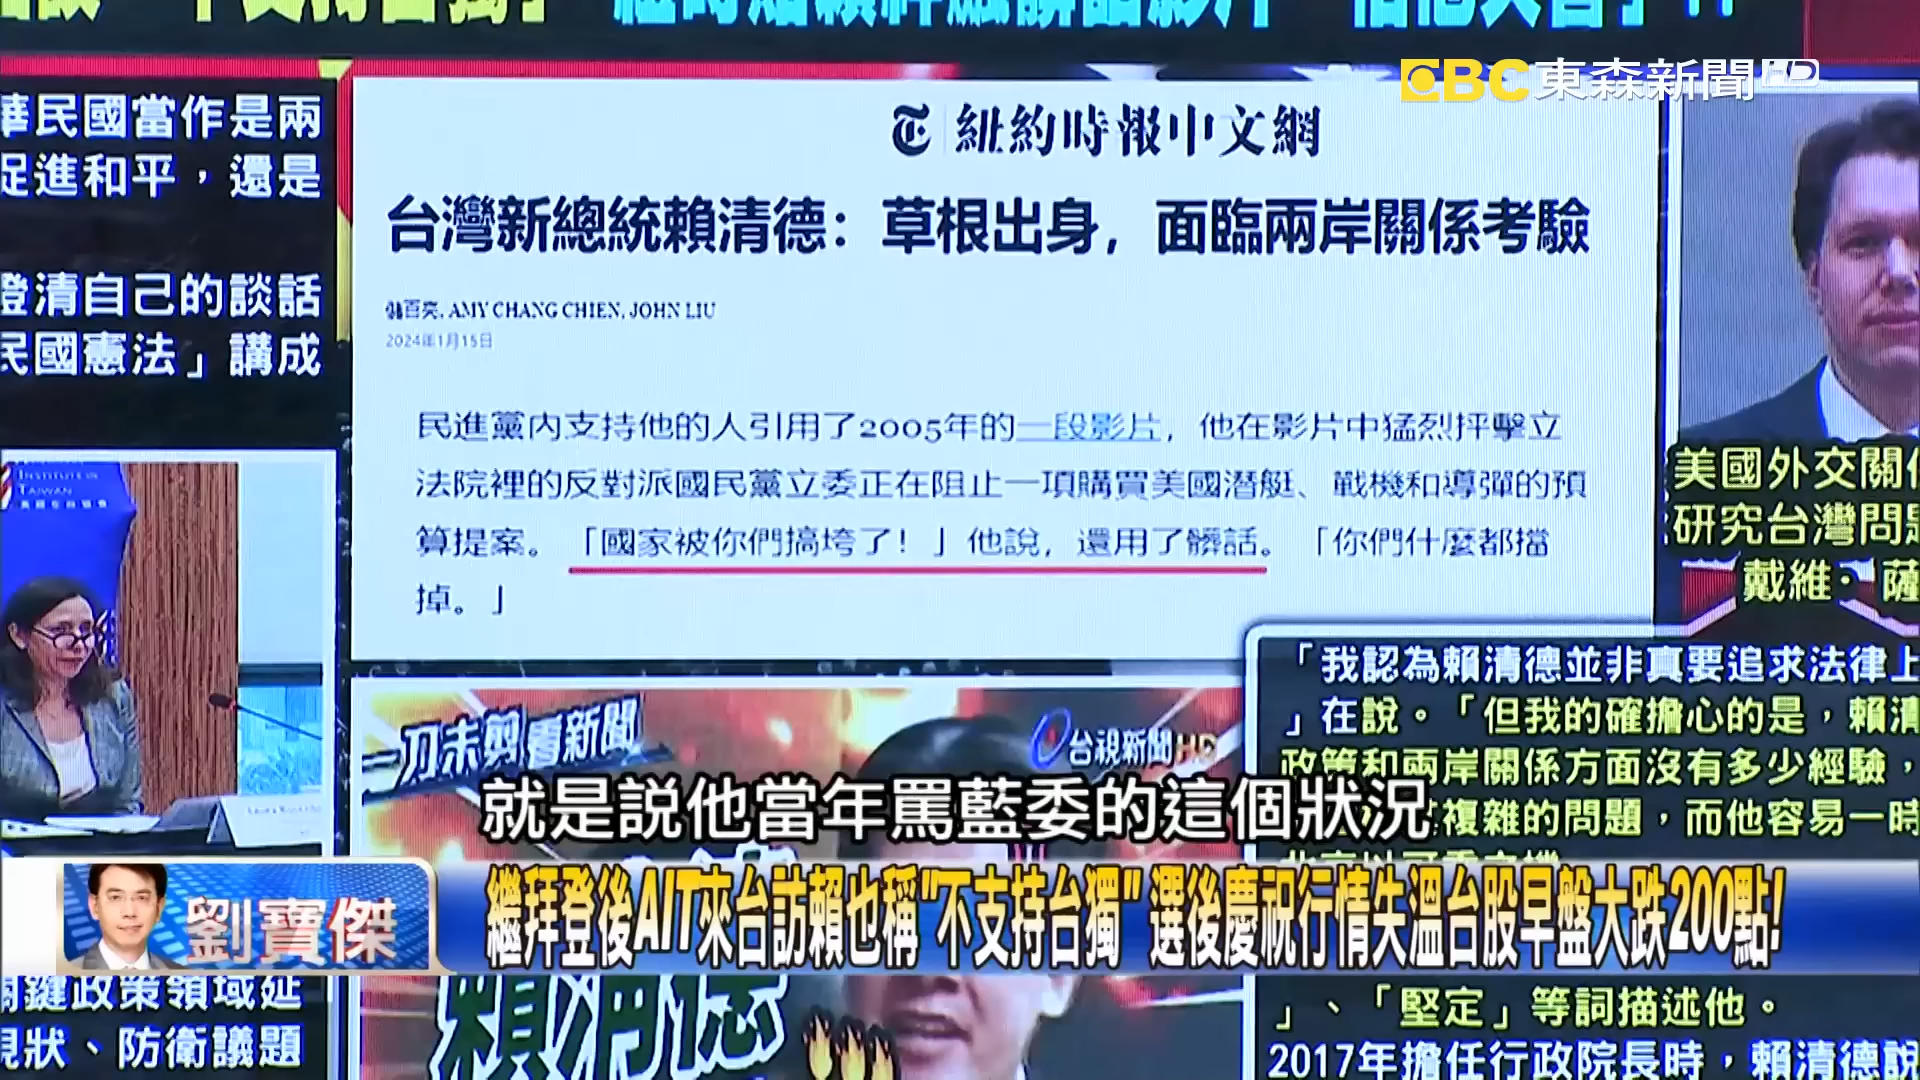 EBC東森新聞HD
華民國當作是兩
促進和平，還是
澄清自己的談話
民國憲法」講成
紐約時報中文網
台灣新總統賴清德：草根出身，面臨兩岸關係考驗
儲百亮, AMY CHANG CHIEN, JOHN LIU
2024年1月15日
民進黨內支持他的人引用了2005年的一段影片，他在影片中猛烈抨擊立
法院裡的反對派國民黨立委正在阻止一項購買美國潛艇、戰機和導彈的預
算提案。「國家被你們搞垮了！」他說，還用了髒話。「你們什麼都擋
掉。」
美國外交關係
研究台灣問題
戴維·薩
INSTITUTE IN
TAIWAN
「我認為賴清德並非真要追求法律上
」在說。「但我的確擔心的是，賴清
政策和兩岸關係方面沒有多少經驗，
複雜的問題，而他容易一時
一刀未剪看新聞
台視新聞HD
就是説他當年罵藍委的這個狀況
劉寶傑
繼拜登後AIT來台訪賴也稱"不支持台獨" 選後慶祝行情失溫台股早盤大跌200點!
關鍵政策領域延
現狀、防衛議題
賴清德
」、「堅定」等詞描述他。
2017年擔任行政院長時，賴清德說